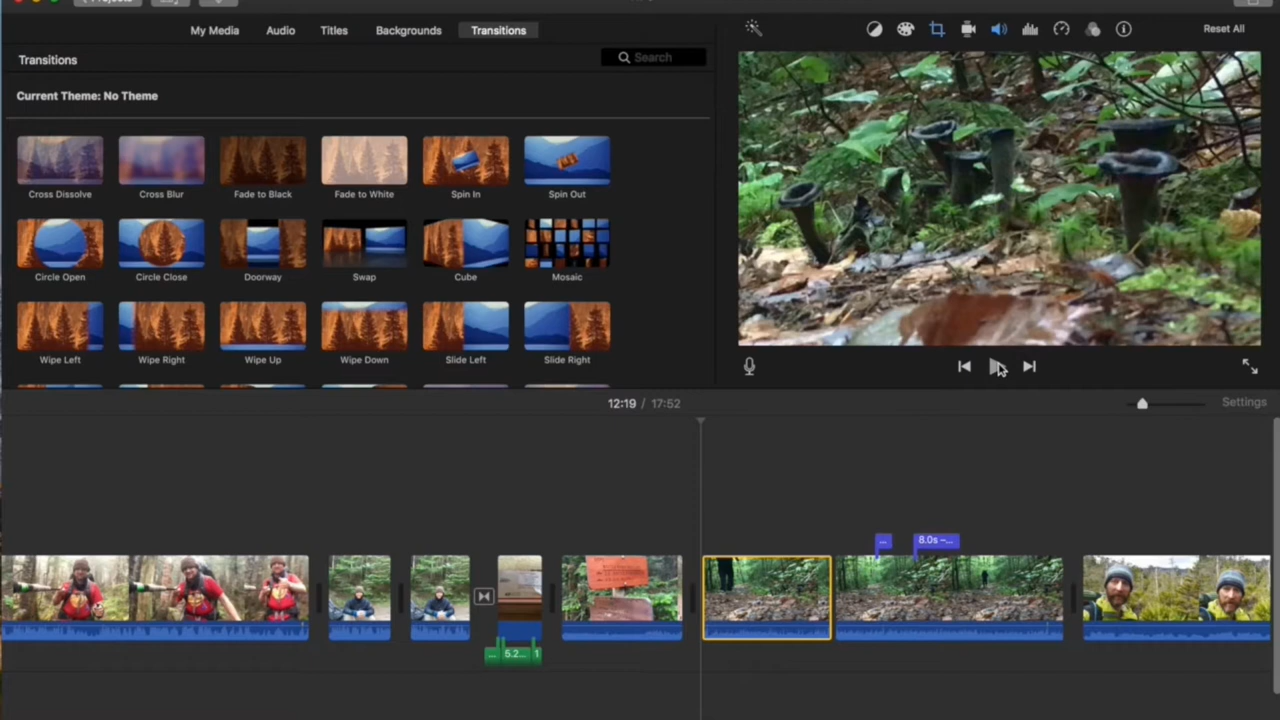 Projects
My Media Audio Titles Backgrounds Transitions
Reset All
Transitions
Search
Current Theme: No Theme
Cross Dissolve Cross Blur Fade to Black Fade to White Spin In Spin Out
Circle Open Circle Close Doorway Swap Cube Mosaic
Wipe Left Wipe Right Wipe Up Wipe Down Slide Left Slide Right
12:19 / 17:52
Settings
... 8.0s –...
... 5.2... 1